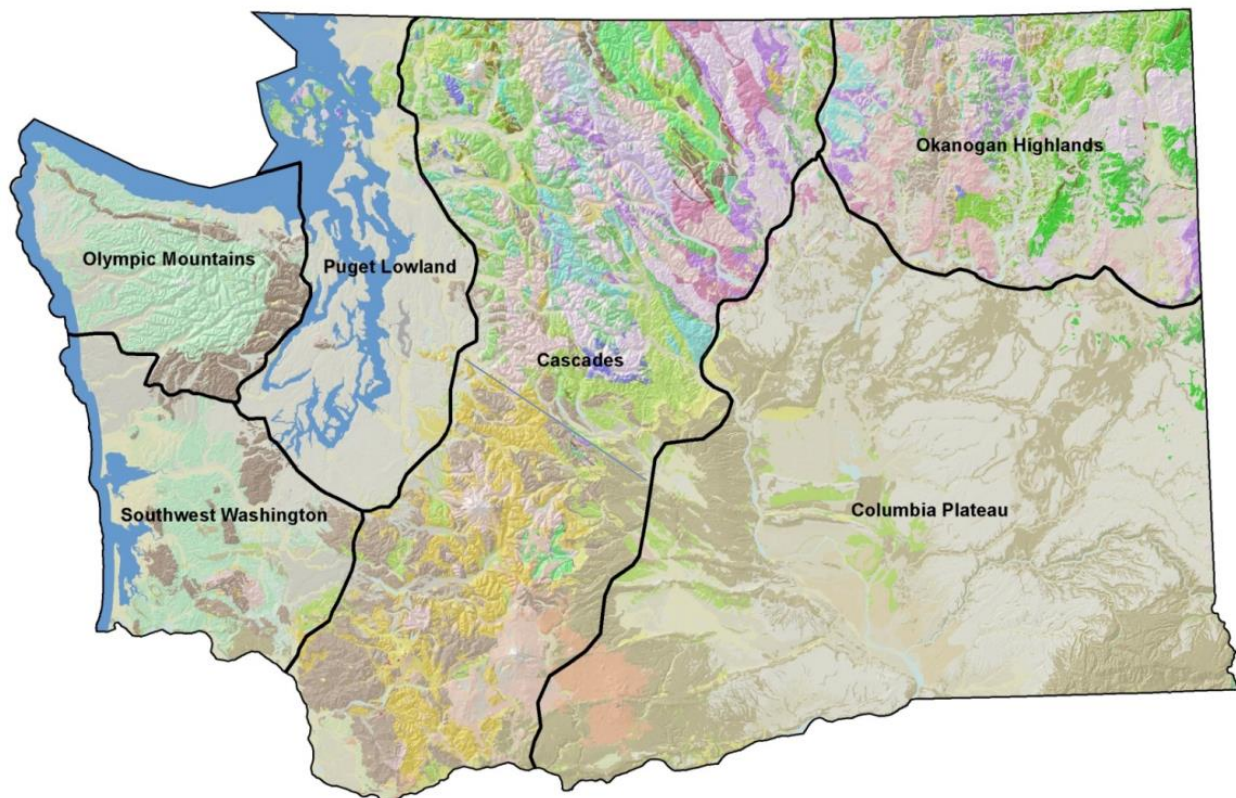 Okanogan Highlands
Olympic Mountains
Puget Lowland
Cascades
Southwest Washington
Columbia Plateau